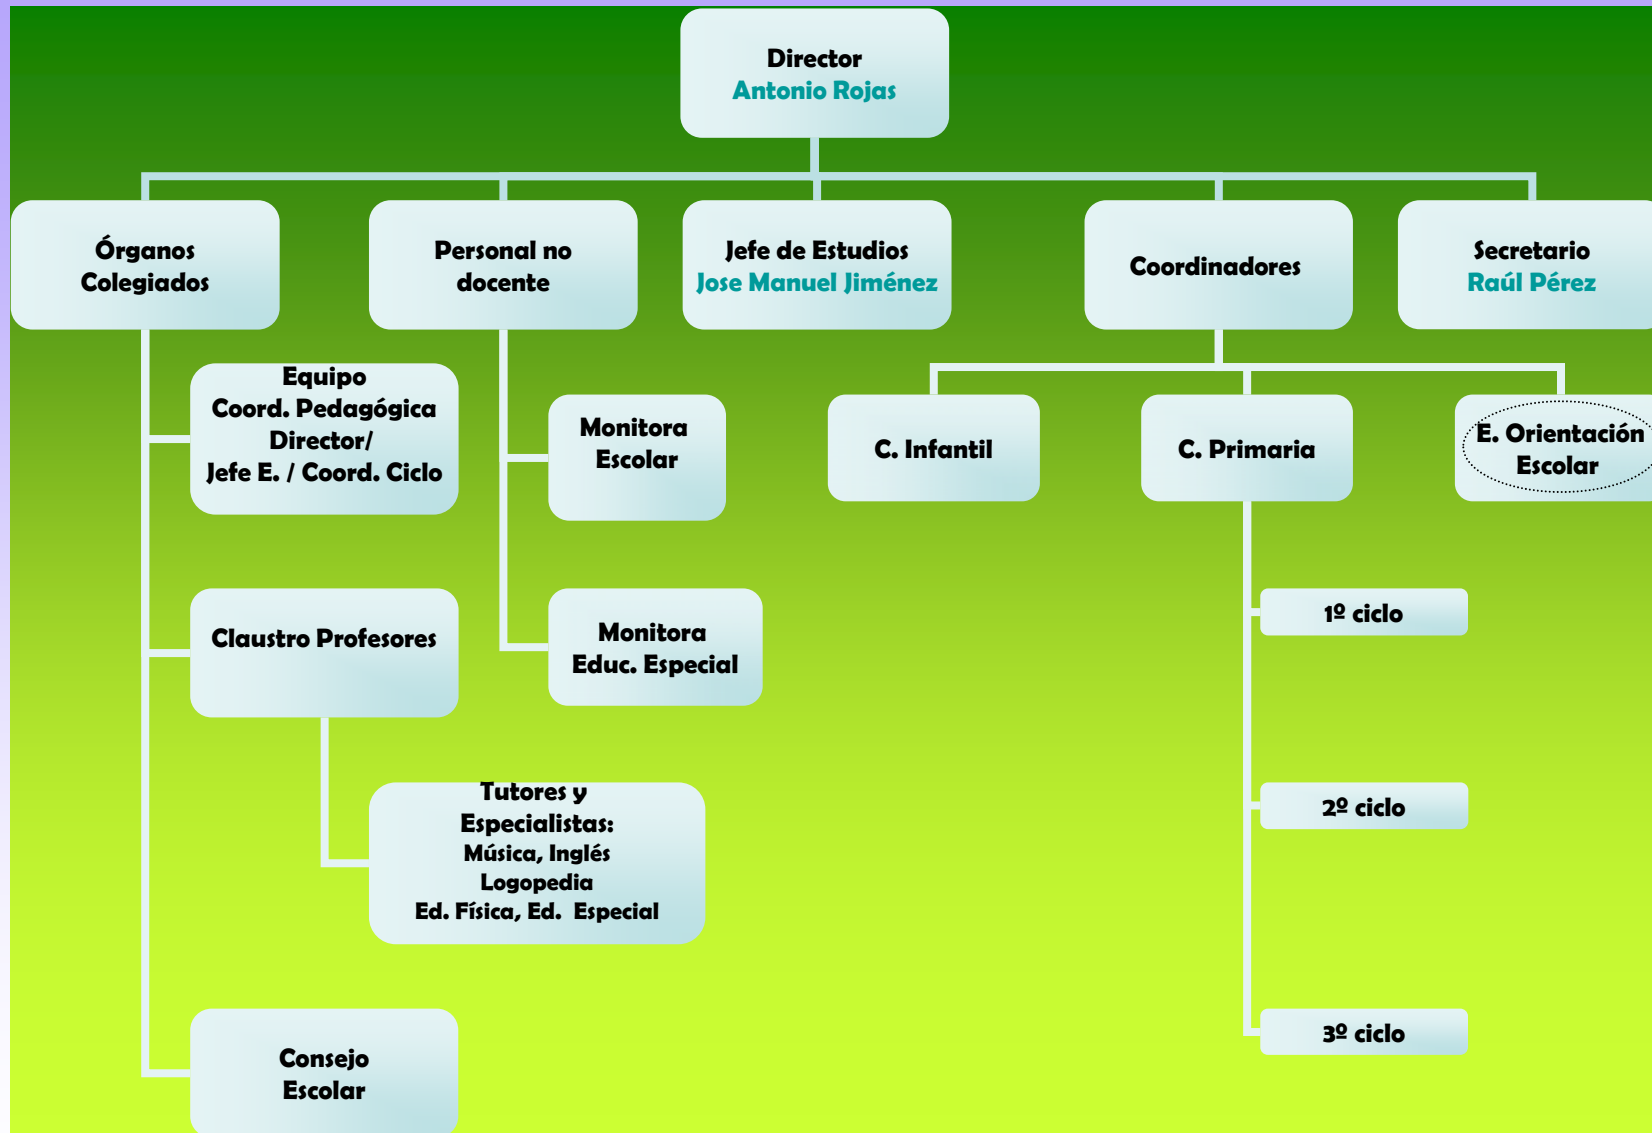 Director
Antonio Rojas
Órganos
Colegiados
Personal no
docente
Jefe de Estudios
Jose Manuel Jiménez
Coordinadores
Secretario
Raúl Pérez
Equipo
Coord. Pedagógica
Director/
Jefe E. / Coord. Ciclo
Monitora
Escolar
C. Infantil
C. Primaria
E. Orientación
Escolar
Claustro Profesores
Monitora
Educ. Especial
1º ciclo
Tutores y
Especialistas:
Música, Inglés
Logopedia
Ed. Física, Ed. Especial
2º ciclo
Consejo
Escolar
3º ciclo